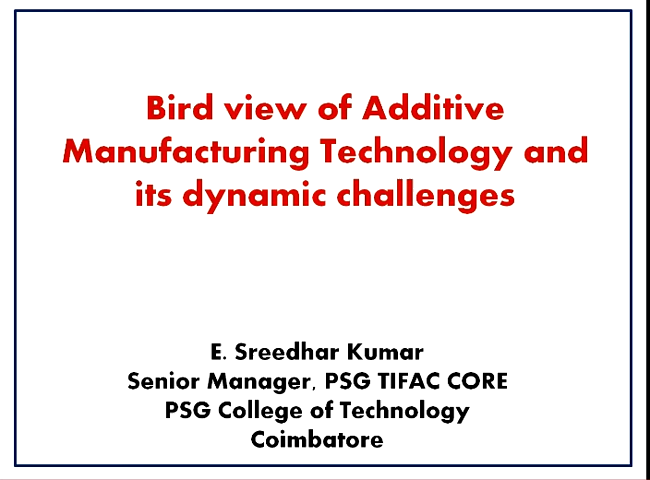 Bird view of Additive
Manufacturing Technology and
its dynamic challenges
E. Sreedhar Kumar
Senior Manager, PSG TIFAC CORE
PSG College of Technology
Coimbatore